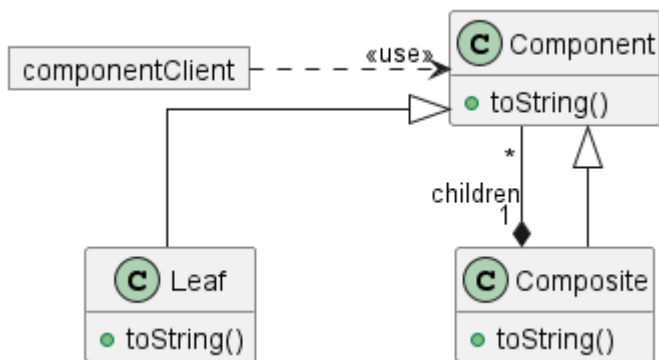 C Component
componentClient
«use»
toString()
*
children
1
C Leaf
C Composite
toString()
toString()